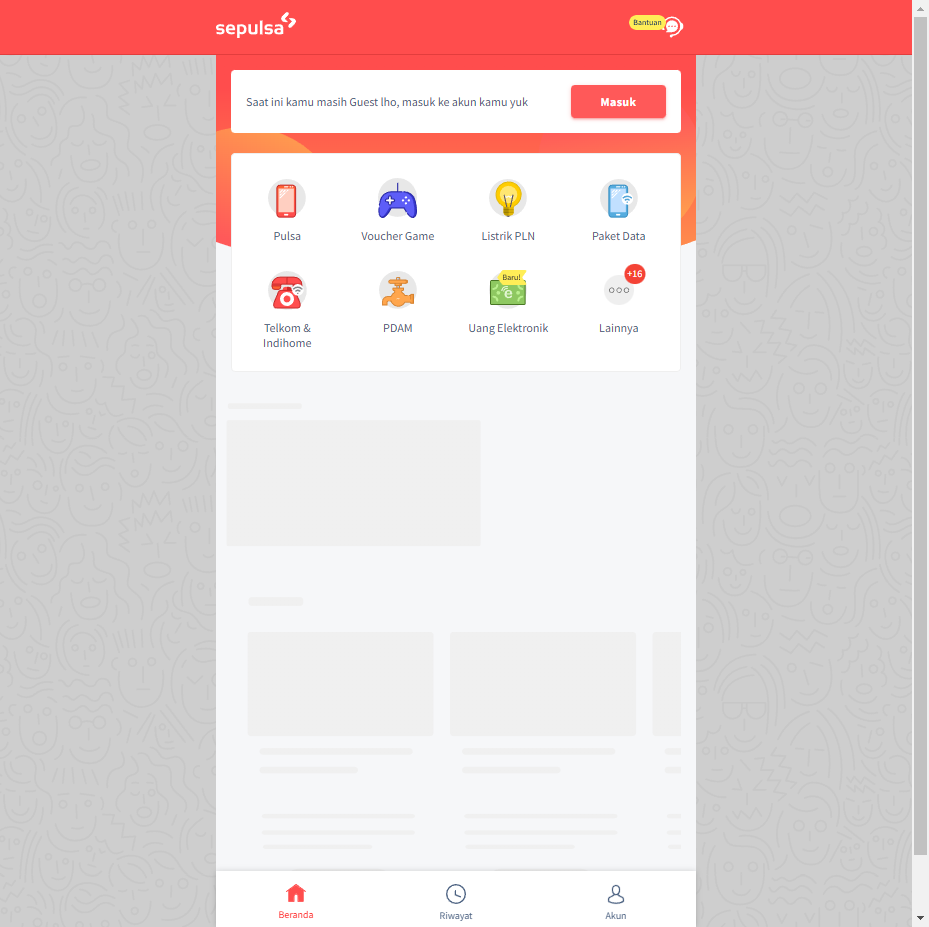 sepulsa
Bantuan
Saat ini kamu masih Guest lho, masuk ke akun kamu yuk
Masuk
Pulsa
Voucher Game
Listrik PLN
Paket Data
Baru!
+16
Telkom &
Indihome
PDAM
Uang Elektronik
Lainnya
Beranda
Riwayat
Akun